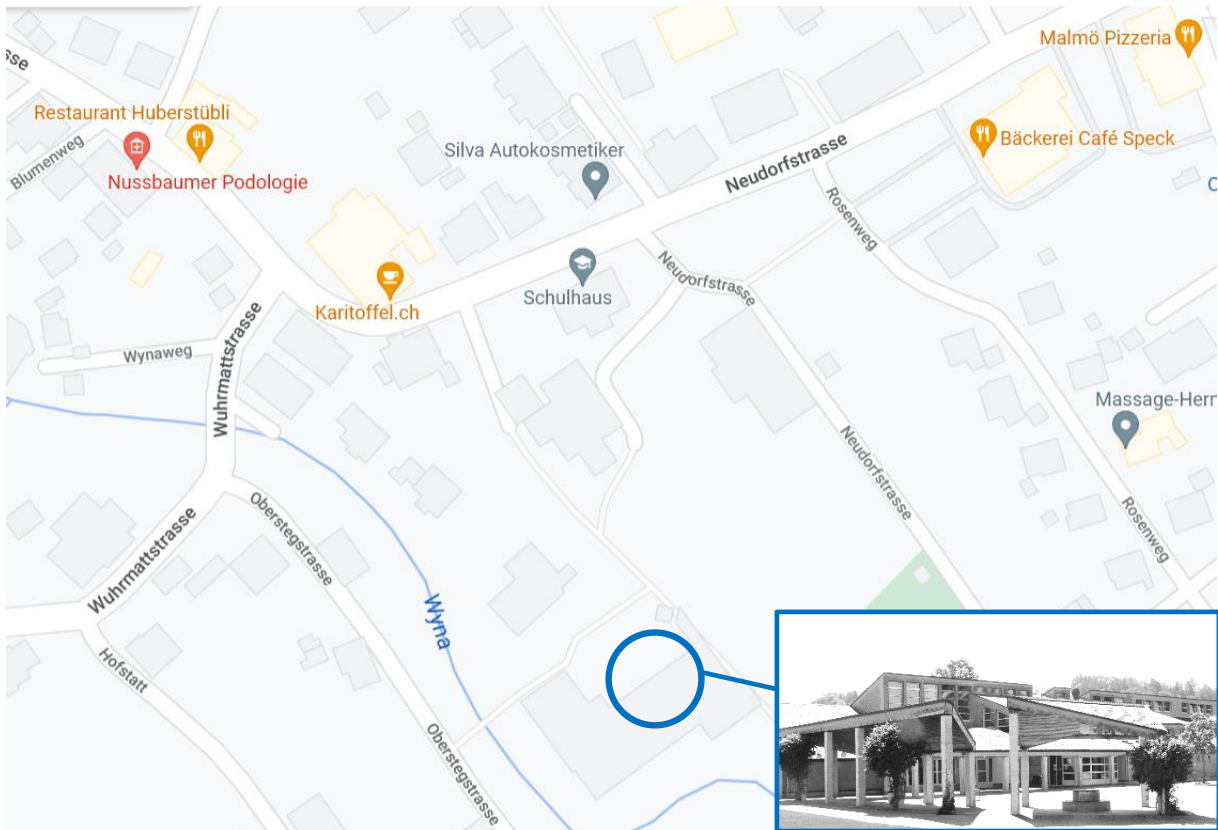 sse
Malmö Pizzeria
Restaurant Huberstübli
Blumenweg
Nussbaumer Podologie
Silva Autokosmetiker
Neudorfstrasse
Bäckerei Café Speck
C
Rosenweg
Karitoffel.ch
Schulhaus
Neudorfstrasse
Wynaweg
Wuhrmattstrasse
Massage-Herr
Neudorfstrasse
Rosenweg
Oberstegstrasse
Wuhrmattstrasse
Wyna
Hofstatt
Oberstegstrasse